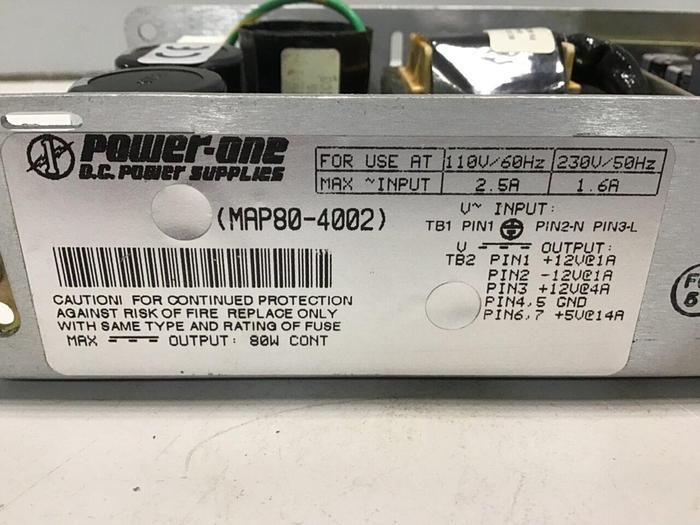 POWER-ONE
D.C. POWER SUPPLIES
FOR USE AT 110V/60Hz 230V/50Hz
MAX ~INPUT 2.5A 1.6A
(MAP80-4002)
V~ INPUT:
TB1 PIN1 PIN2-N PIN3-L
V OUTPUT:
TB2 PIN1 +12V@1A
PIN2 -12V@1A
PIN3 +12V@4A
PIN4,5 GND
PIN6,7 +5V@14A
CAUTION! FOR CONTINUED PROTECTION
AGAINST RISK OF FIRE REPLACE ONLY
WITH SAME TYPE AND RATING OF FUSE
MAX OUTPUT: 80W CONT